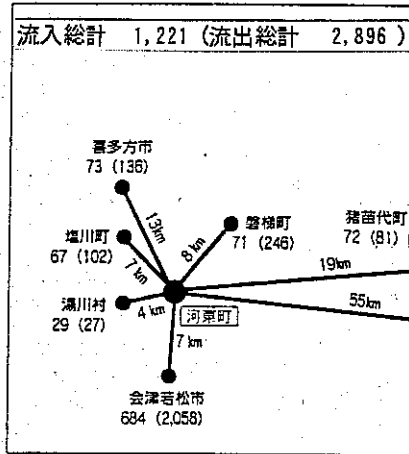 流入総計 1,221 (流出総計 2,896)
喜多方市
73 (136)
13km
塩川町
67 (102)
7km
磐梯町
71 (246)
8km
猪苗代町
72 (81)
19km
55km
湯川村
29 (27)
4km
河東町
7km
会津若松市
684 (2,058)